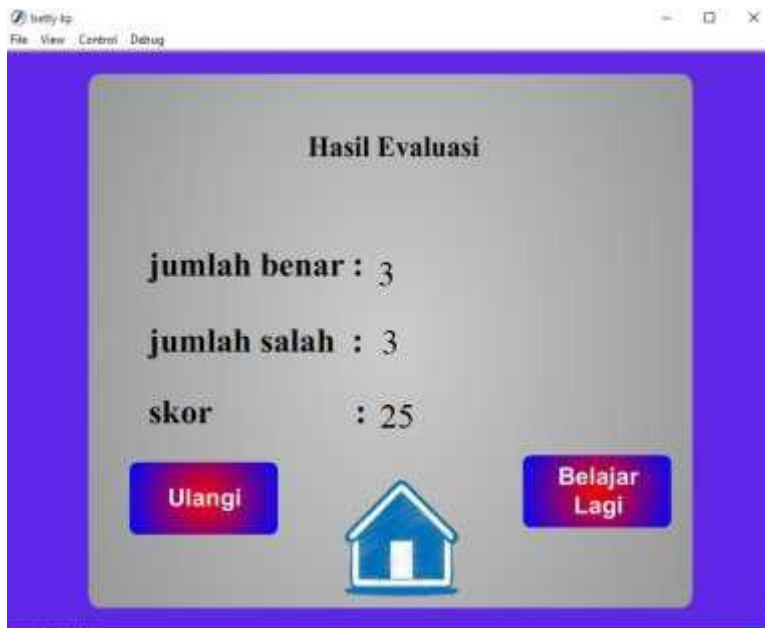 betty kp
File View Control Debug
Hasil Evaluasi
jumlah benar : 3
jumlah salah : 3
skor : 25
Ulangi
Belajar
Lagi